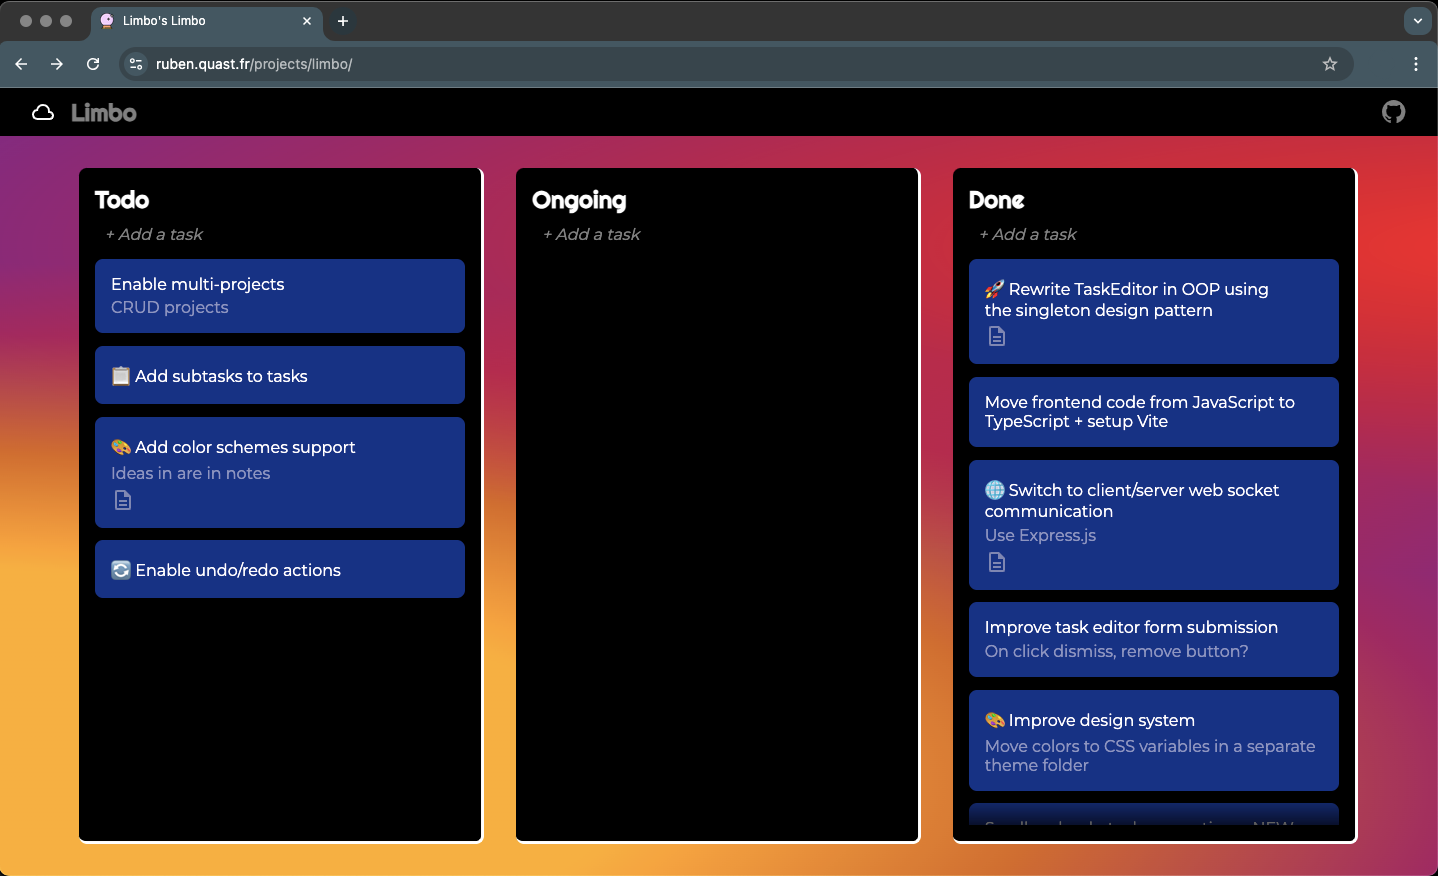 Limbo's Limbo
ruben.quast.fr/projects/limbo/
Limbo
Todo
+ Add a task
Enable multi-projects
CRUD projects
📋 Add subtasks to tasks
🎨 Add color schemes support
Ideas in are in notes
🔄 Enable undo/redo actions
Ongoing
+ Add a task
Done
+ Add a task
🚀 Rewrite TaskEditor in OOP using
the singleton design pattern
Move frontend code from JavaScript to
TypeScript + setup Vite
🌐 Switch to client/server web socket
communication
Use Express.js
Improve task editor form submission
On click dismiss, remove button?
🎨 Improve design system
Move colors to CSS variables in a separate
theme folder